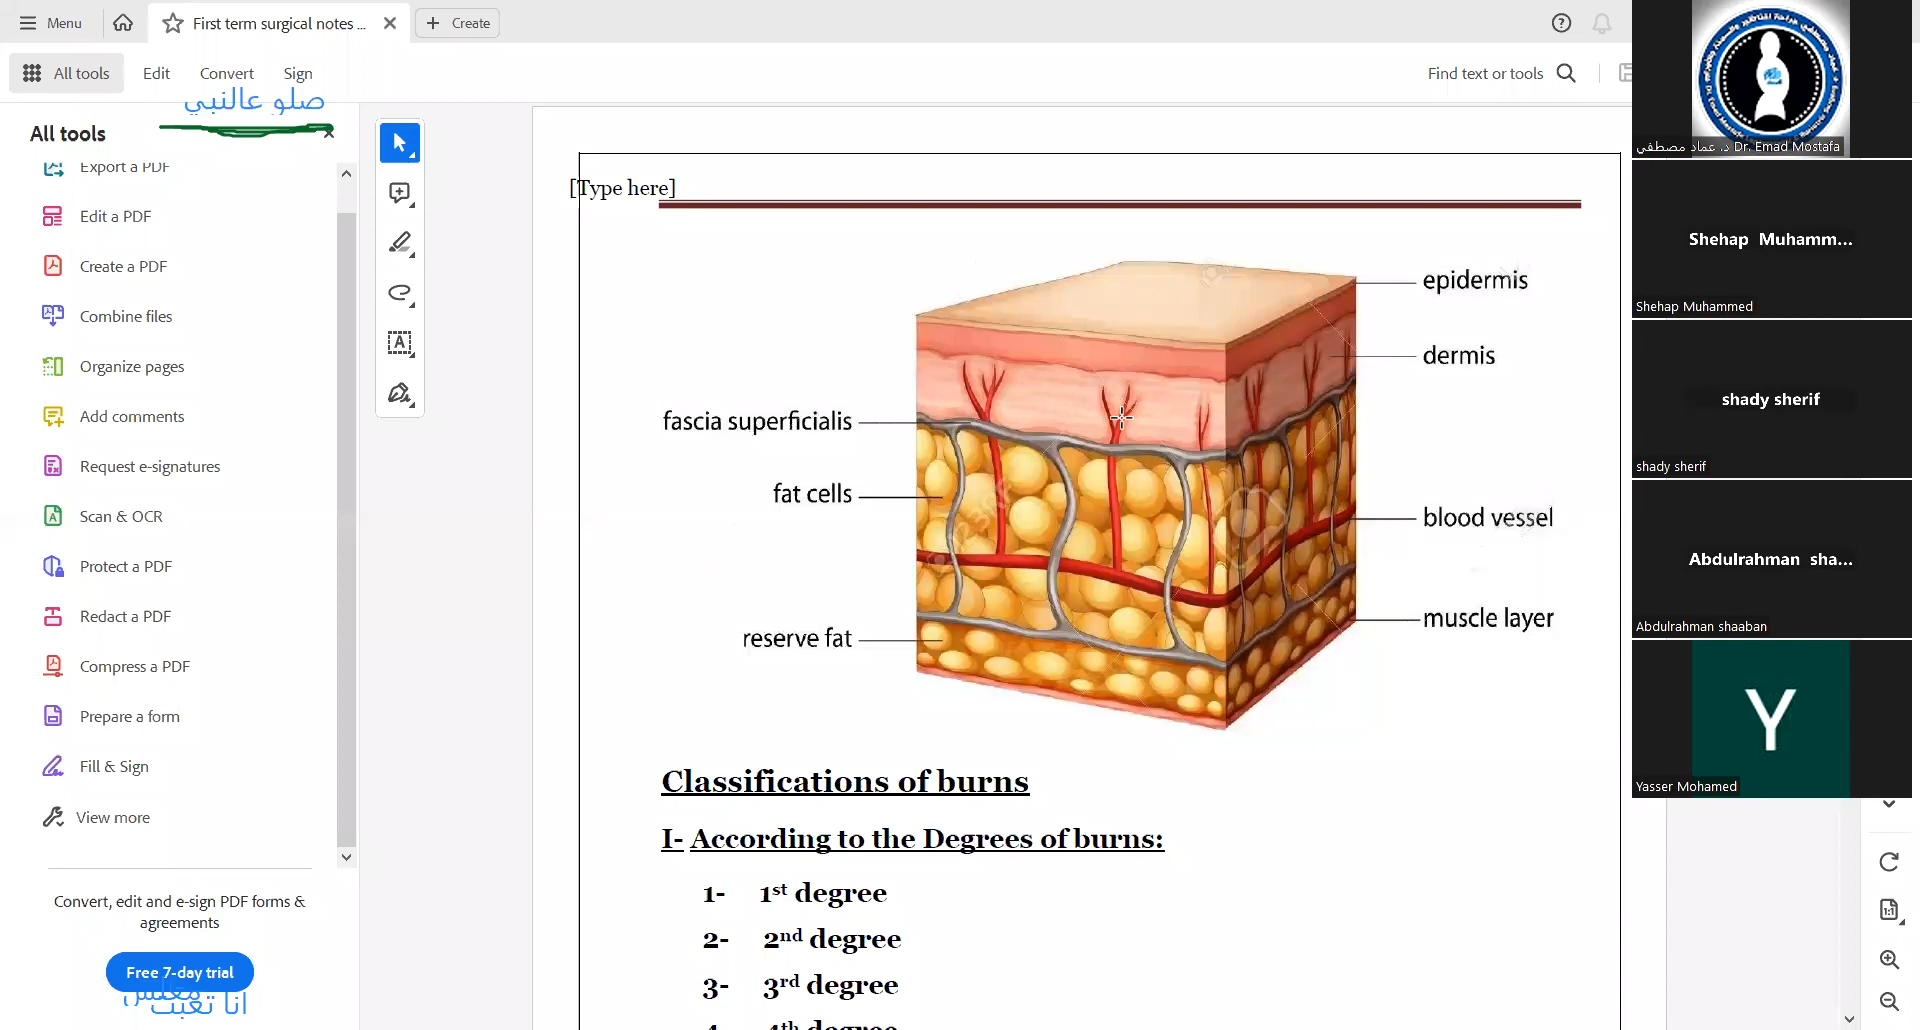 Menu
First term surgical notes ...
Create
All tools
Edit
Convert
Sign
Find text or tools
صلو عالنبي
All tools
Export a PDF
Edit a PDF
Create a PDF
Combine files
Organize pages
Add comments
Request e-signatures
Scan & OCR
Protect a PDF
Redact a PDF
Compress a PDF
Prepare a form
Fill & Sign
View more
Convert, edit and e-sign PDF forms &
agreements
Free 7-day trial
انا تعبت
[Type here]
epidermis
dermis
fascia superficialis
fat cells
blood vessel
reserve fat
muscle layer
Classifications of burns
I- According to the Degrees of burns:
1- 1st degree
2- 2nd degree
3- 3rd degree
4- 4th degree
د. عماد مصطفي Dr. Emad Mostafa
Shehap Muhamm...
Shehap Muhammed
shady sherif
shady sherif
Abdulrahman sha...
Abdulrahman shaaban
Y
Yasser Mohamed